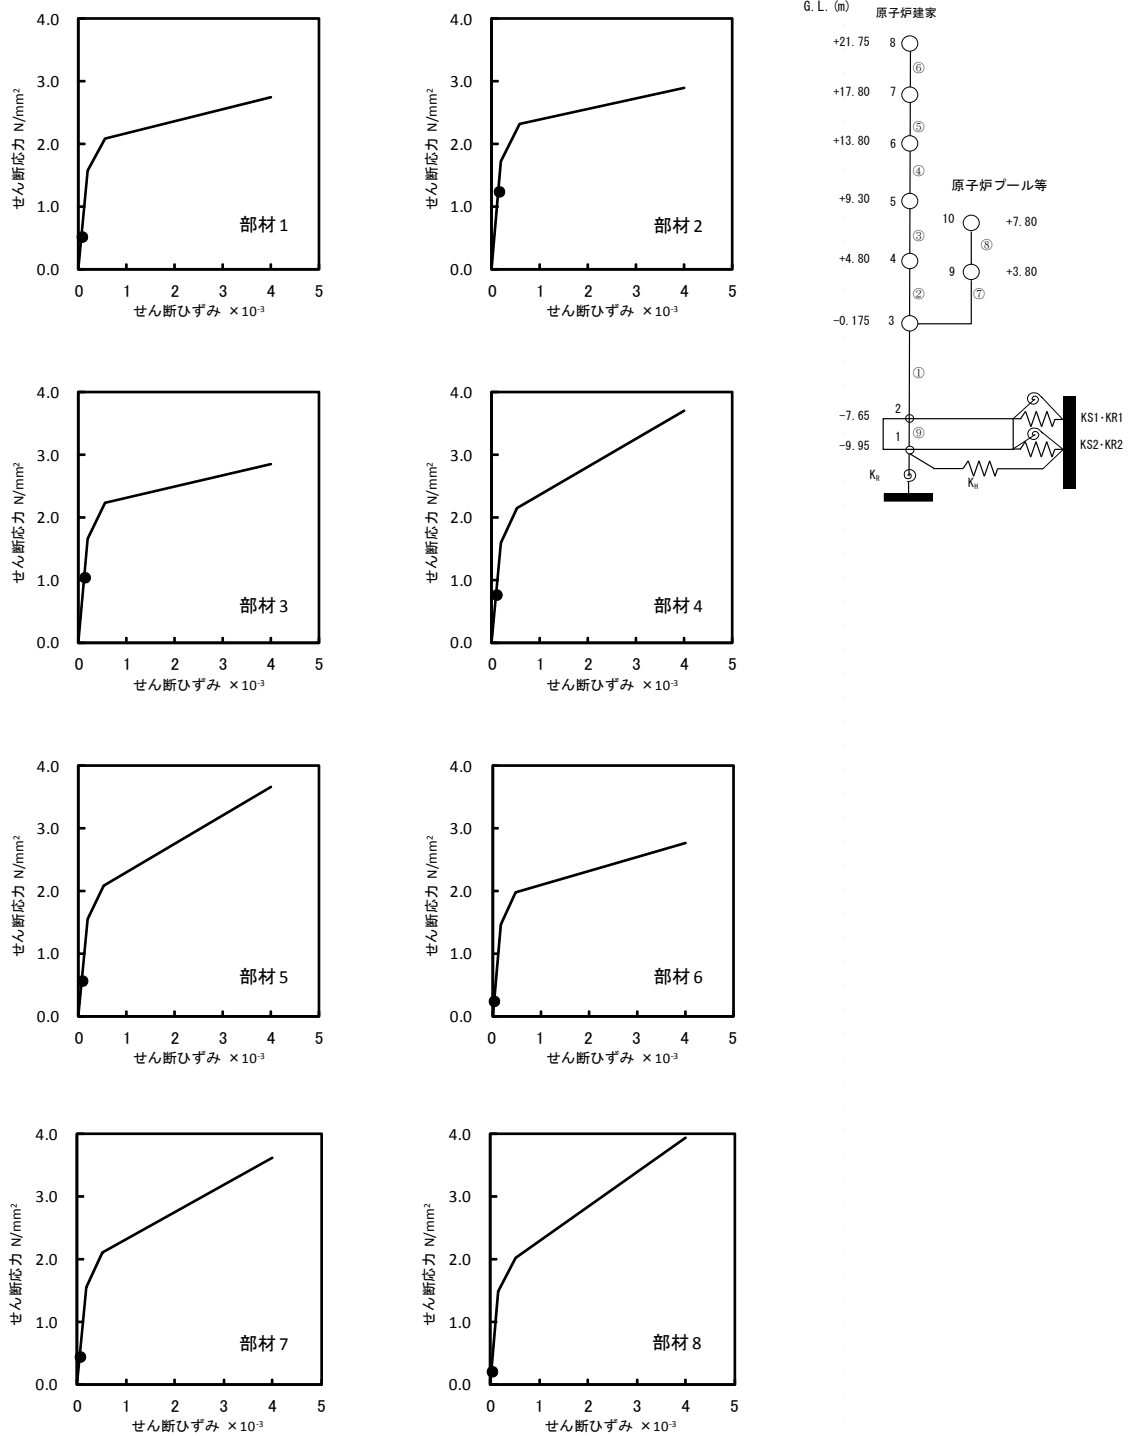 4.0
3.0
2.0
1.0
0.0
せん断応力 N/mm²
部材1
0 1 2 3 4 5
せん断ひずみ ×10⁻³
4.0
3.0
2.0
1.0
0.0
せん断応力 N/mm²
部材2
0 1 2 3 4 5
せん断ひずみ ×10⁻³
G.L.(m) 原子炉建家
+21.75 8
⑥
+17.80 7
⑤
+13.80 6
④
原子炉プール等
+9.30 5
10 +7.80
③
⑧
+4.80 4
9 +3.80
② ⑦
-0.175 3
①
-7.65 2
KS1·KR1
⑨
-9.95 1
KS2·KR2
K_R
K_H
4.0
3.0
2.0
1.0
0.0
せん断応力 N/mm²
部材3
0 1 2 3 4 5
せん断ひずみ ×10⁻³
4.0
3.0
2.0
1.0
0.0
せん断応力 N/mm²
部材4
0 1 2 3 4 5
せん断ひずみ ×10⁻³
4.0
3.0
2.0
1.0
0.0
せん断応力 N/mm²
部材5
0 1 2 3 4 5
せん断ひずみ ×10⁻³
4.0
3.0
2.0
1.0
0.0
せん断応力 N/mm²
部材6
0 1 2 3 4 5
せん断ひずみ ×10⁻³
4.0
3.0
2.0
1.0
0.0
せん断応力 N/mm²
部材7
0 1 2 3 4 5
せん断ひずみ ×10⁻³
4.0
3.0
2.0
1.0
0.0
せん断応力 N/mm²
部材8
0 1 2 3 4 5
せん断ひずみ ×10⁻³